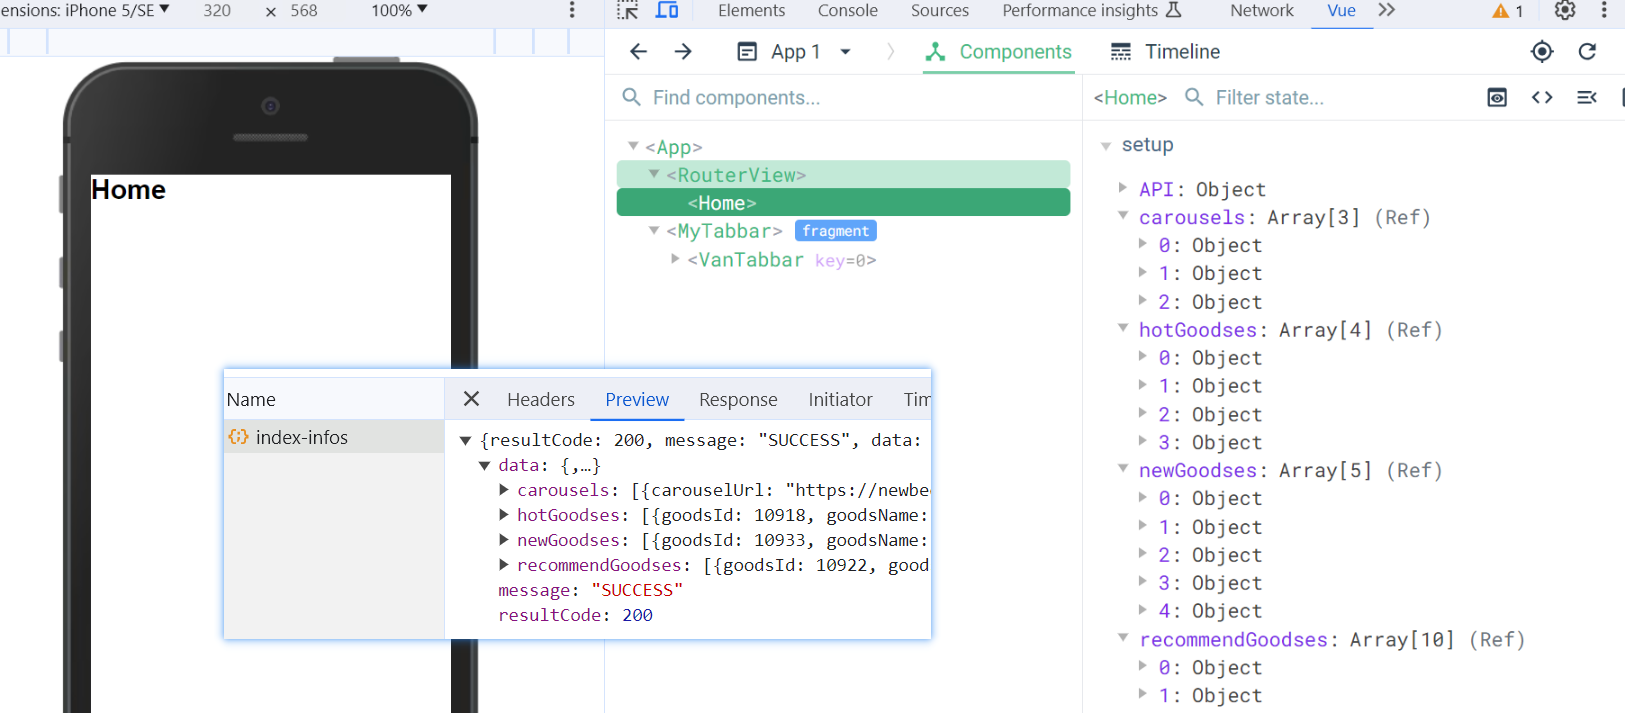 ensions: iPhone 5/SE ▼ 320 × 568 100% ▼
Elements Console Sources Performance insights Network Vue 1
App 1 Components Timeline
Find components...
<Home> Filter state...
Home
<App>
<RouterView>
<Home>
<MyTabbar> fragment
<VanTabbar key=0>
setup
API: Object
carousels: Array[3] (Ref)
0: Object
1: Object
2: Object
hotGoodses: Array[4] (Ref)
0: Object
1: Object
2: Object
3: Object
newGoodses: Array[5] (Ref)
0: Object
1: Object
2: Object
3: Object
4: Object
recommendGoodses: Array[10] (Ref)
0: Object
1: Object
Name
index-infos
Headers Preview Response Initiator Tim
{resultCode: 200, message: "SUCCESS", data:
data: {,…}
carousels: [{carouselUrl: "https://newbee
hotGoodses: [{goodsId: 10918, goodsName:
newGoodses: [{goodsId: 10933, goodsName:
recommendGoodses: [{goodsId: 10922, good
message: "SUCCESS"
resultCode: 200